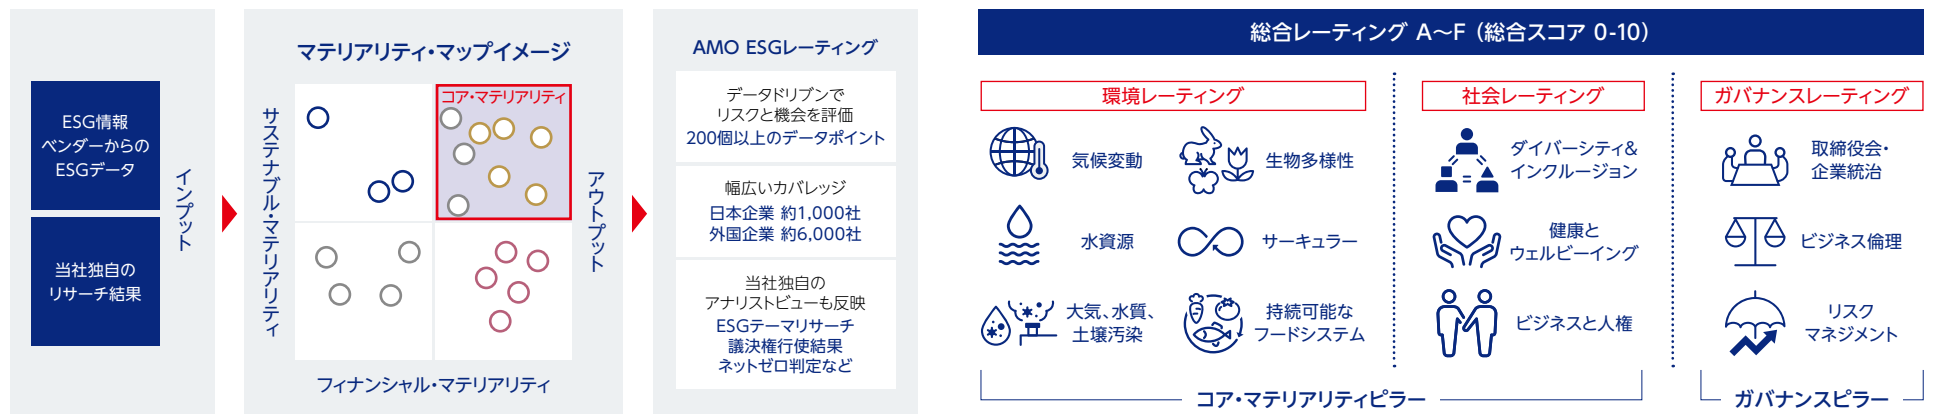 ESG情報
ベンダーからの
ESGデータ
当社独自の
リサーチ結果
インプット
マテリアリティ・マップイメージ
サステナブル・マテリアリティ
コア・マテリアリティ
フィナンシャル・マテリアリティ
アウトプット
AMO ESGレーティング
データドリブンで
リスクと機会を評価
200個以上のデータポイント
幅広いカバレッジ
日本企業 約1,000社
外国企業 約6,000社
当社独自の
アナリストビューも反映
ESGテーマリサーチ
議決権行使結果
ネットゼロ判定など
総合レーティング A〜F（総合スコア 0-10）
環境レーティング
気候変動
生物多様性
水資源
サーキュラー
大気、水質、
土壌汚染
持続可能な
フードシステム
社会レーティング
ダイバーシティ&
インクルージョン
健康と
ウェルビーイング
ビジネスと人権
ガバナンスレーティング
取締役会・
企業統治
ビジネス倫理
リスク
マネジメント
コア・マテリアリティピラー
ガバナンスピラー